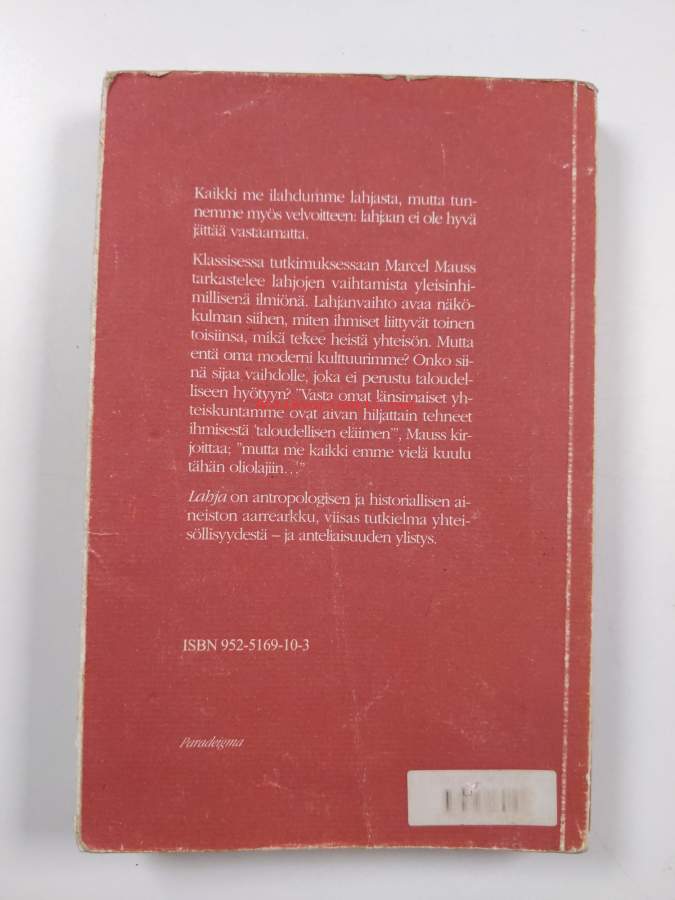 Kaikki me ilahdumme lahjasta, mutta tun-
nemme myös velvoitteen: lahjaan ei ole hyvä
jättää vastaamatta.
Klassisessa tutkimuksessaan Marcel Mauss
tarkastelee lahjojen vaihtamista yleisinhi-
millisenä ilmiönä. Lahjanvaihto avaa näkö-
kulman siihen, miten ihmiset liittyvät toinen
toisiinsa, mikä tekee heistä yhteisön. Mutta
entä oma moderni kulttuurimme? Onko sii-
nä sijaa vaihdolle, joka ei perustu taloudel-
liseen hyötyyn? "Vasta omat länsimaiset yh-
teiskuntamme ovat aivan hiljattain tehneet
ihmisestä 'taloudellisen eläimen'", Mauss kir-
joittaa; "mutta me kaikki emme vielä kuulu
tähän oliolajiin…"
Lahja on antropologisen ja historiallisen ai-
neiston aarrearkku, viisas tutkielma yhtei-
söllisyydestä – ja anteliaisuuden ylistys.
ISBN 952-5169-10-3
Paradeigma